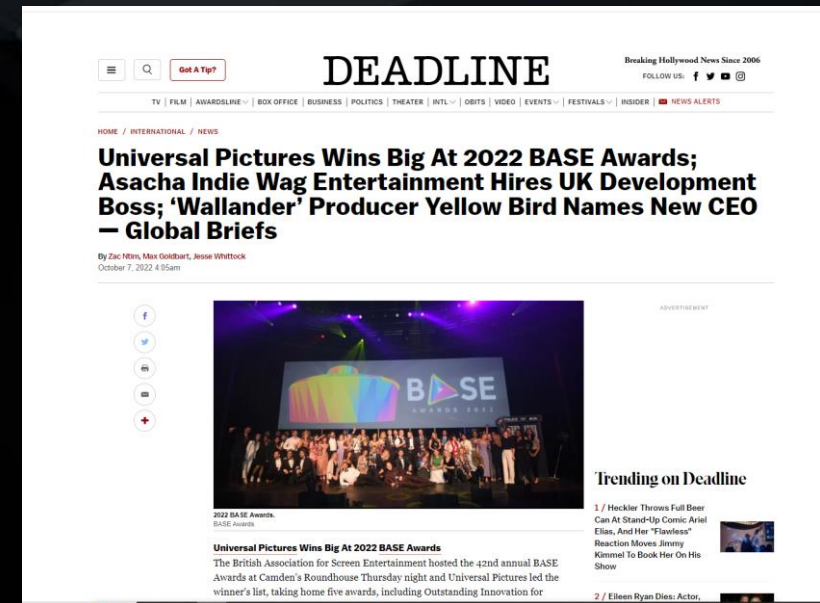 Got A Tip?
DEADLINE
Breaking Hollywood News Since 2006
FOLLOW US:
TV | FILM | AWARDSLINE | BOX OFFICE | BUSINESS | POLITICS | THEATER | INTL | OBITS | VIDEO | EVENTS | FESTIVALS | INSIDER | NEWS ALERTS
HOME / INTERNATIONAL / NEWS
Universal Pictures Wins Big At 2022 BASE Awards;
Asacha Indie Wag Entertainment Hires UK Development
Boss; ‘Wallander’ Producer Yellow Bird Names New CEO
— Global Briefs
By Zac Ntim, Max Goldbart, Jesse Whittock
October 7, 2022 4:05am
ADVERTISEMENT
BASE
AWARDS 2022
2022 BASE Awards.
BASE Awards
Universal Pictures Wins Big At 2022 BASE Awards
The British Association for Screen Entertainment hosted the 42nd annual BASE
Awards at Camden's Roundhouse Thursday night and Universal Pictures led the
winner's list, taking home five awards, including Outstanding Innovation for
Trending on Deadline
1 / Heckler Throws Full Beer
Can At Stand-Up Comic Ariel
Elias, And Her "Flawless"
Reaction Moves Jimmy
Kimmel To Book Her On His
Show
2 / Eileen Ryan Dies: Actor,